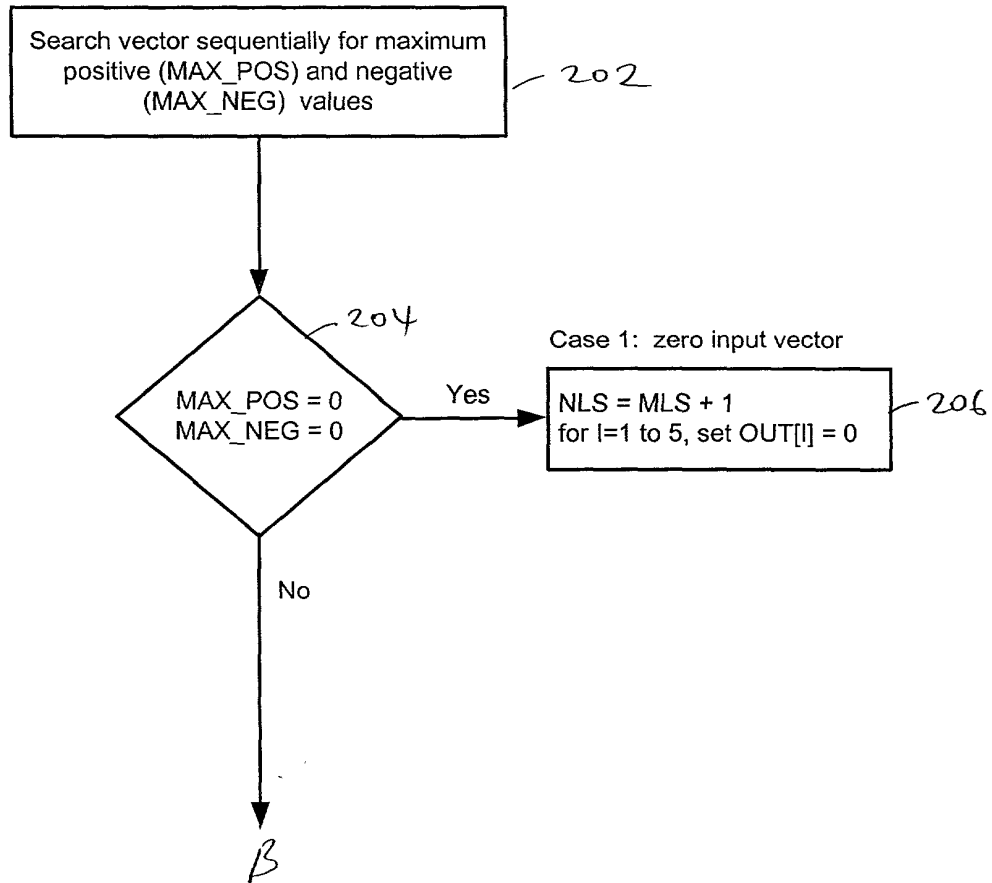 Search vector sequentially for maximum
positive (MAX_POS) and negative
(MAX_NEG) values
202
204
MAX_POS = 0
MAX_NEG = 0
Yes
Case 1: zero input vector
NLS = MLS + 1
for I=1 to 5, set OUT[I] = 0
206
No
β